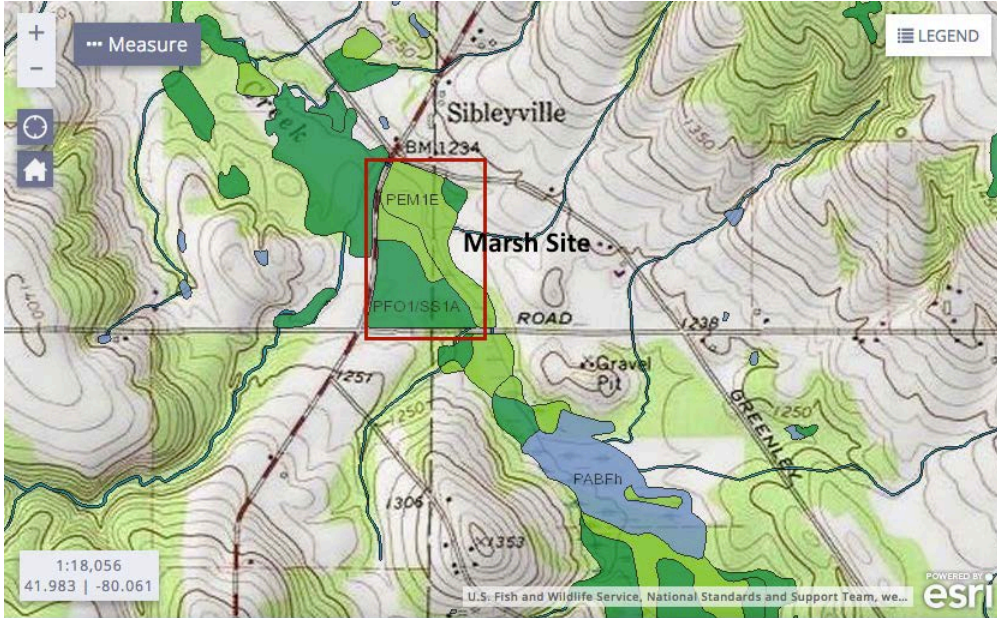 +
−
··· Measure
LEGEND
1250
Creek
Sibleyville
BM 1234
1350
PEM1E
Marsh Site
1400
PFO1/SS1A
ROAD
1238
1251
Gravel
Pit
1250
GREENLEY
1250
PABFh
1306
×1353
1:18,056
41.983 | -80.061
U.S. Fish and Wildlife Service, National Standards and Support Team, we...
POWERED BY
esri